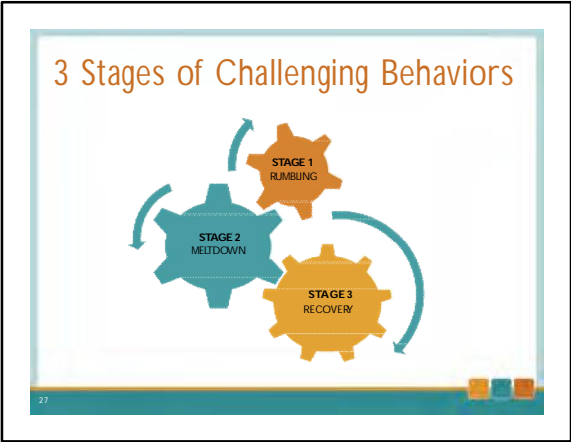 3 Stages of Challenging Behaviors
STAGE 1
RUMBLING
STAGE 2
MELTDOWN
STAGE 3
RECOVERY
27